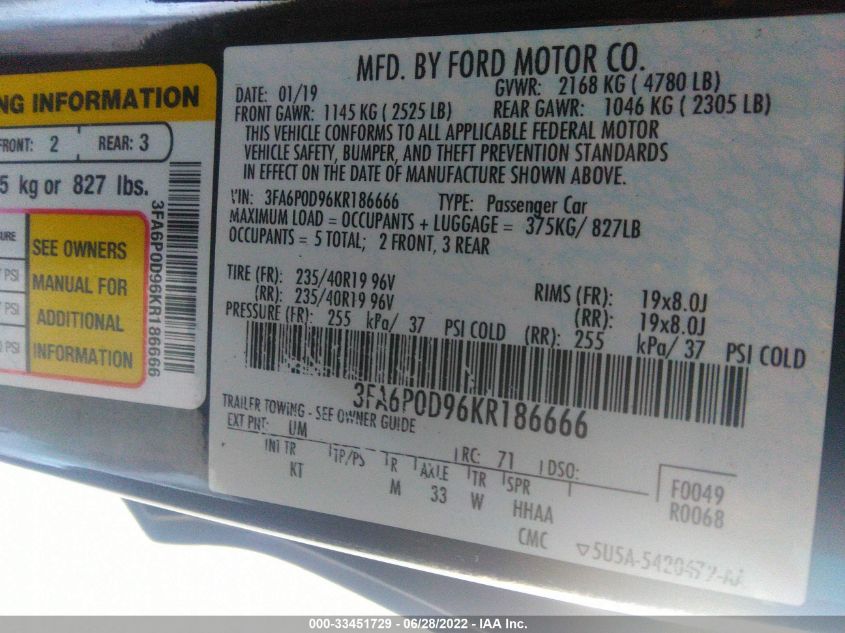 NG INFORMATION
FRONT: 2 REAR: 3
5 kg or 827 lbs.
SEE OWNERS
PSI MANUAL FOR
PSI ADDITIONAL
PSI INFORMATION
3FA6P0D96KR186666
MFD. BY FORD MOTOR CO.
DATE: 01/19 GVWR: 2168 KG ( 4780 LB)
FRONT GAWR: 1145 KG ( 2525 LB) REAR GAWR: 1046 KG ( 2305 LB)
THIS VEHICLE CONFORMS TO ALL APPLICABLE FEDERAL MOTOR
VEHICLE SAFETY, BUMPER, AND THEFT PREVENTION STANDARDS
IN EFFECT ON THE DATE OF MANUFACTURE SHOWN ABOVE.
VIN: 3FA6P0D96KR186666 TYPE: Passenger Car
MAXIMUM LOAD = OCCUPANTS + LUGGAGE = 375KG/ 827LB
OCCUPANTS = 5 TOTAL; 2 FRONT, 3 REAR
TIRE (FR): 235/40R19 96V RIMS (FR): 19x8.0J
(RR): 235/40R19 96V (RR): 19x8.0J
PRESSURE (FR): 255 kPa/ 37 PSI COLD (RR): 255 kPa/ 37 PSI COLD
3FA6P0D96KR186666
TRAILER TOWING - SEE OWNER GUIDE
EXT PNT: UM RC: 71 DSO: F0049
INT TR TP/PS R AXLE TR SPR R0068
KT M 33 W HHAA
CMC
000-33451729 - 06/28/2022 - IAA Inc.